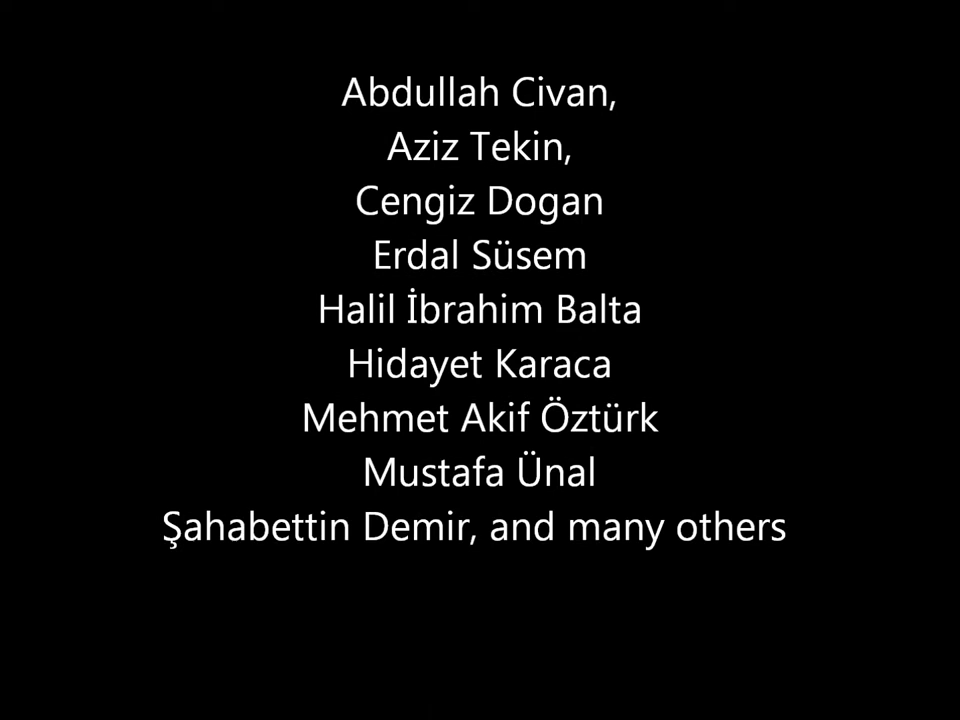 Abdullah Civan,
Aziz Tekin,
Cengiz Dogan
Erdal Süsem
Halil İbrahim Balta
Hidayet Karaca
Mehmet Akif Öztürk
Mustafa Ünal
Şahabettin Demir, and many others